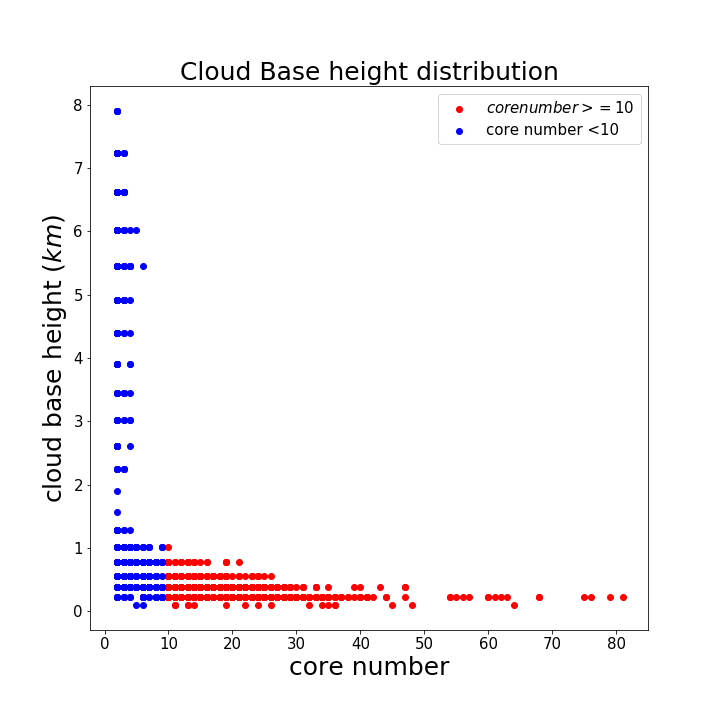 Cloud Base height distribution
corenumber >= 10
core number <10
cloud base height (km)
8
7
6
5
4
3
2
1
0
0 10 20 30 40 50 60 70 80
core number